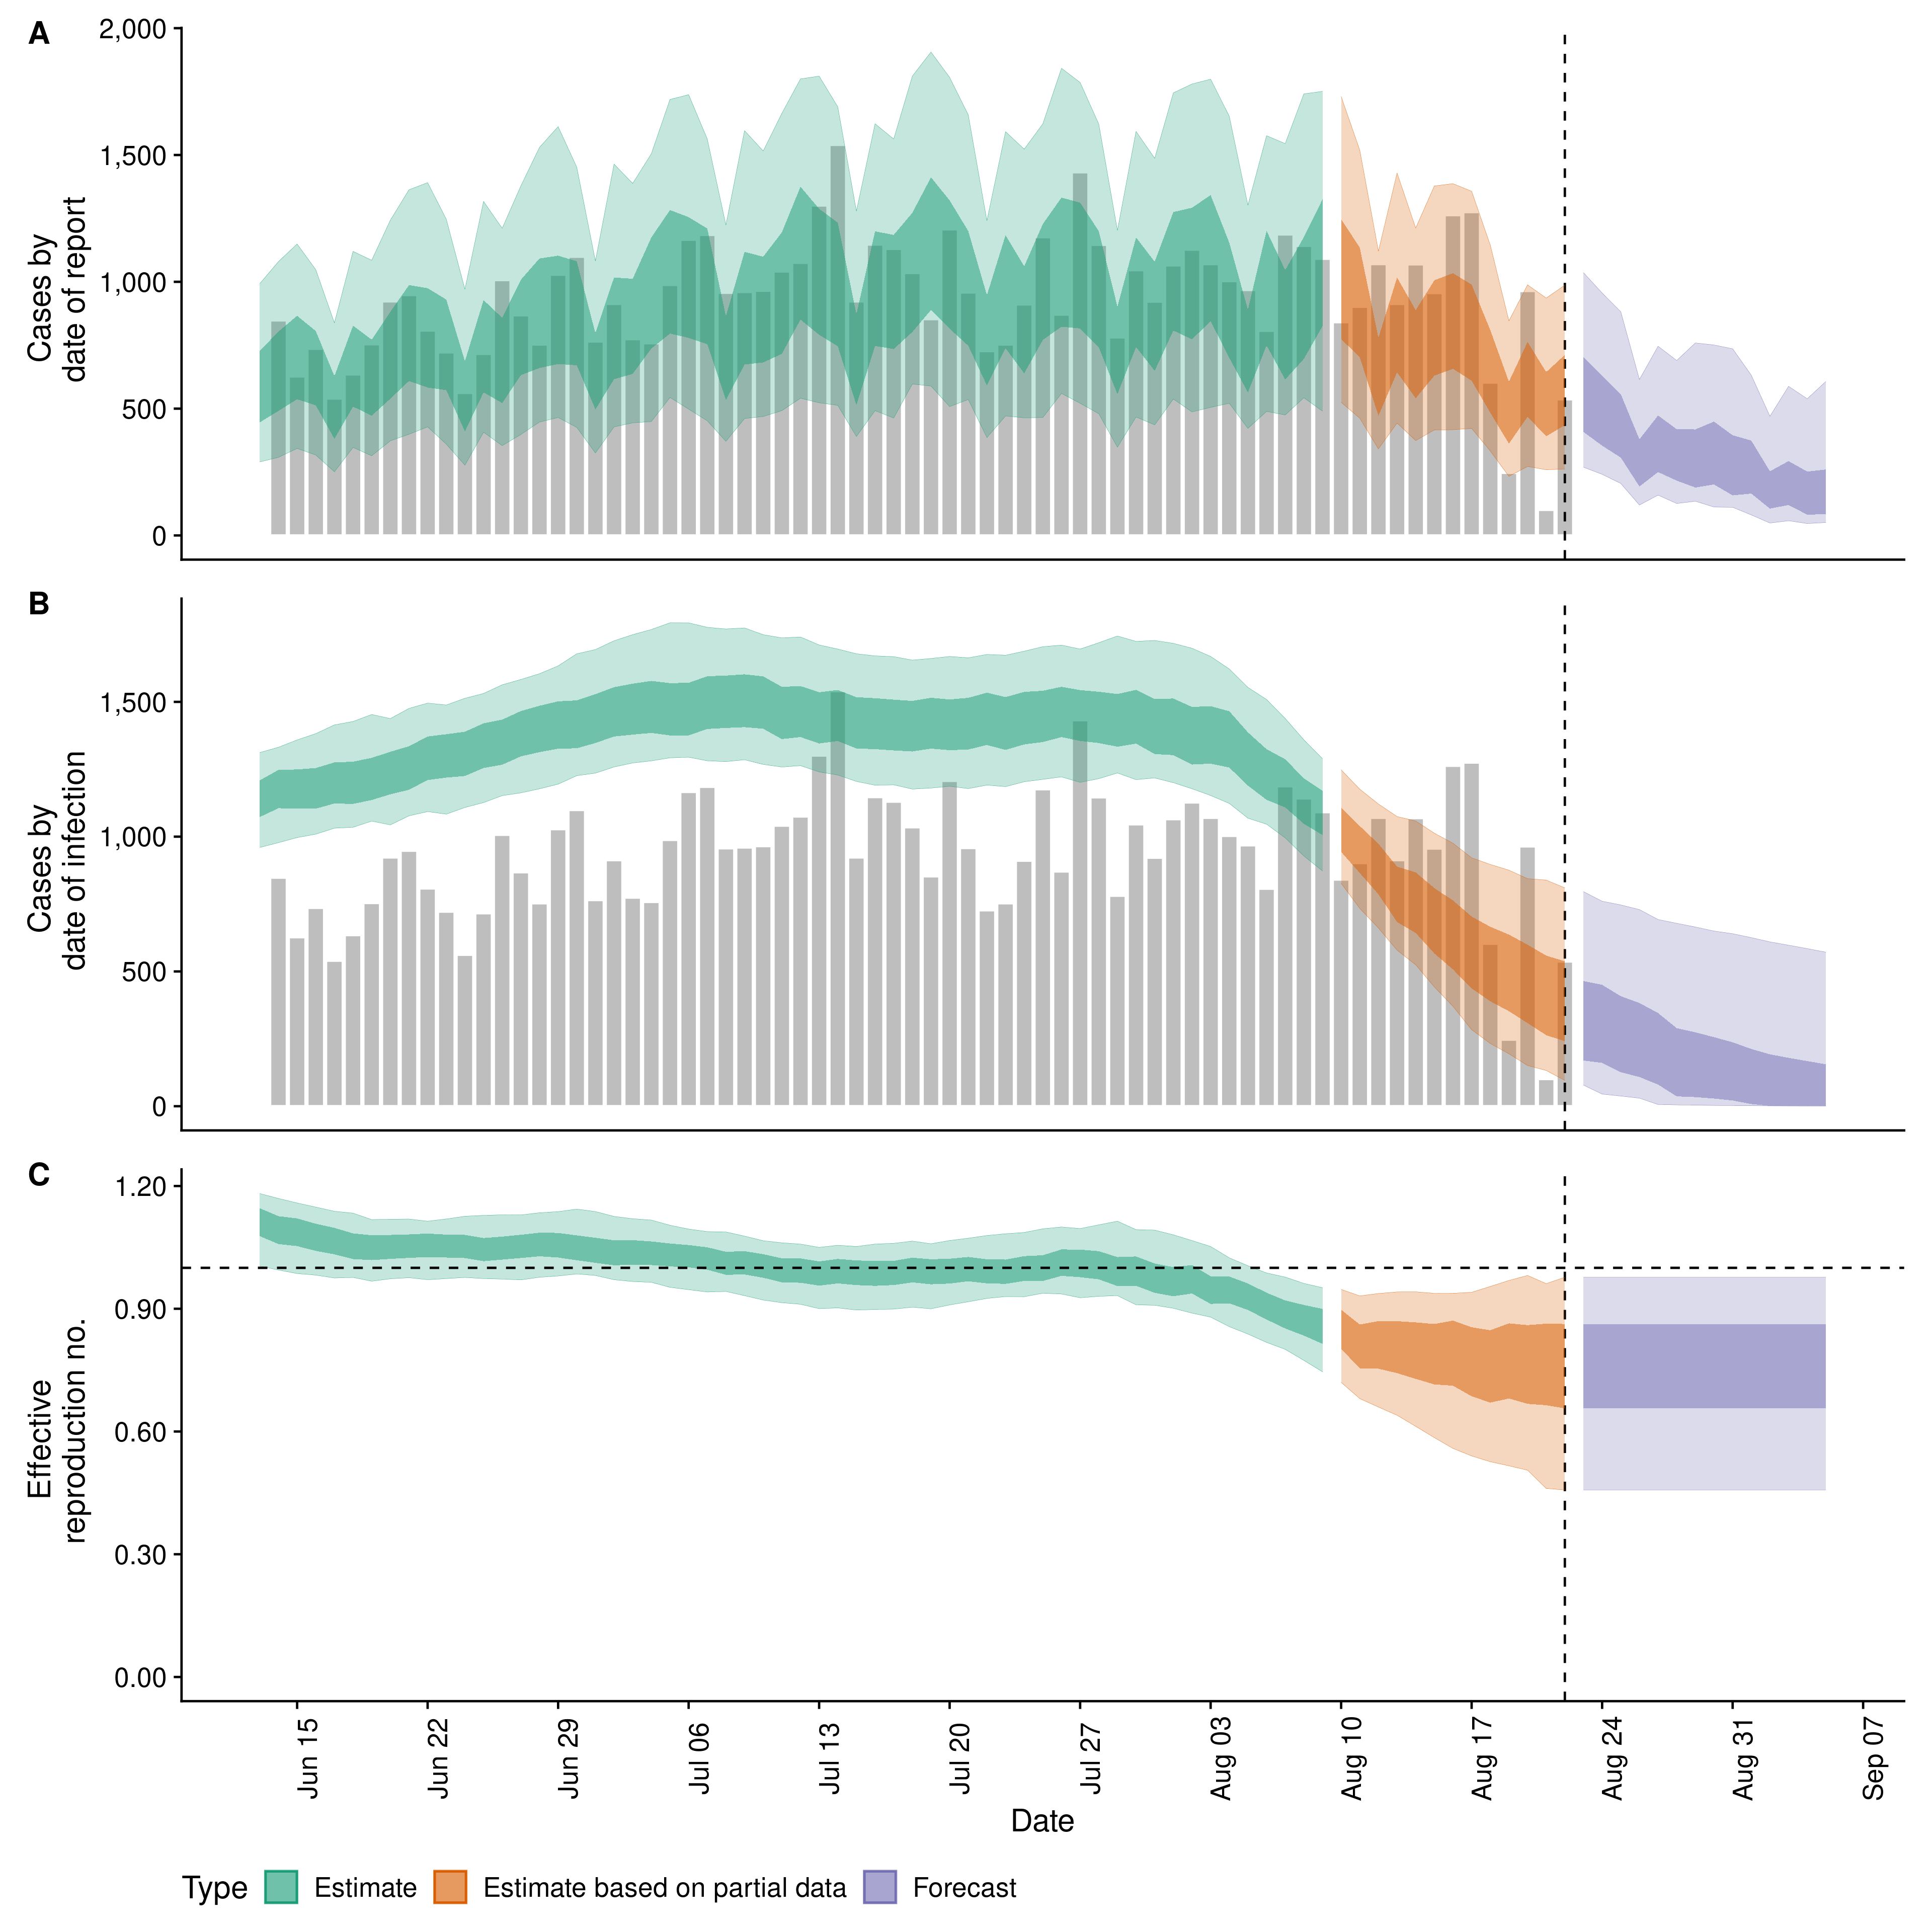 A
2,000
1,500
1,000
500
0
Cases by
date of report
B
1,500
1,000
500
0
Cases by
date of infection
C
1.20
0.90
0.60
0.30
0.00
Effective
reproduction no.
Jun 15
Jun 22
Jun 29
Jul 06
Jul 13
Jul 20
Jul 27
Aug 03
Aug 10
Aug 17
Aug 24
Aug 31
Sep 07
Date
Type
Estimate
Estimate based on partial data
Forecast